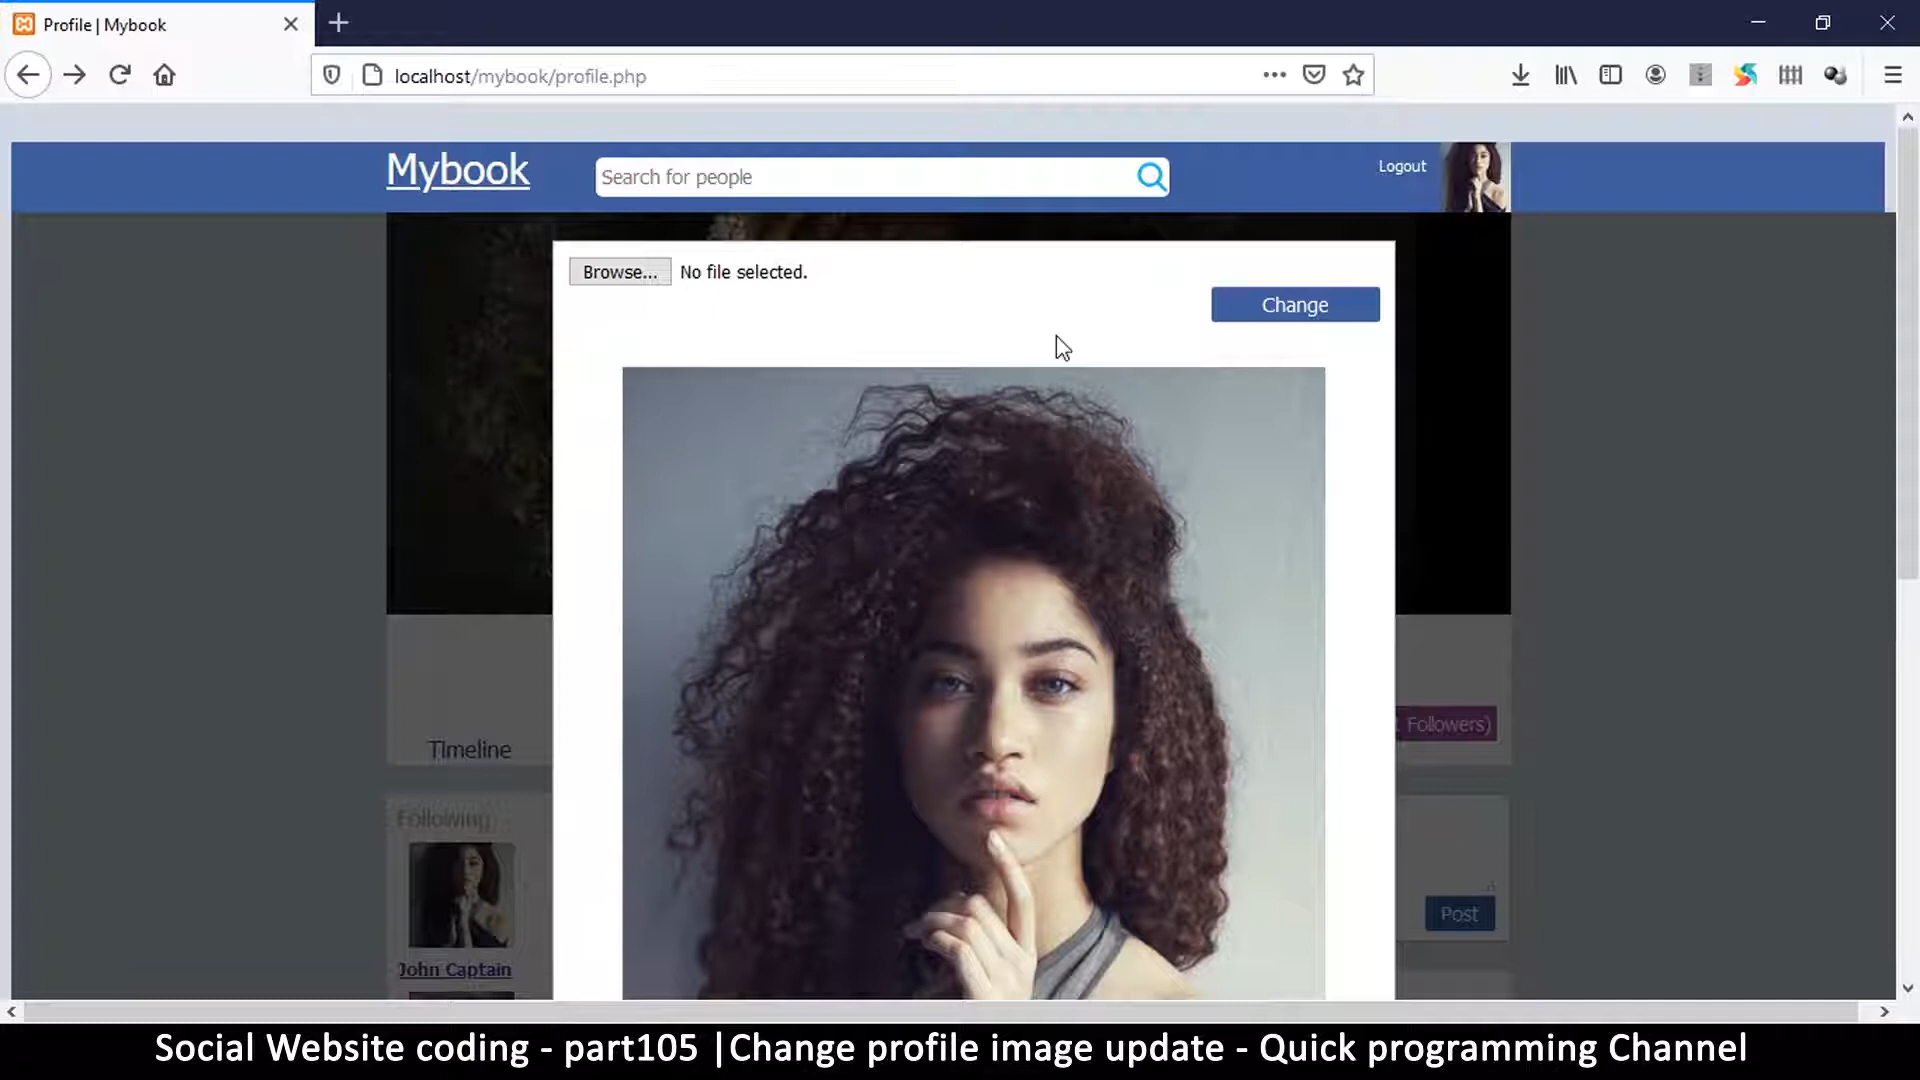 Profile | Mybook
localhost/mybook/profile.php
Mybook
Search for people
Logout
Browse...
No file selected.
Change
TImeline
Followers)
Following
Post
John Captain
Social Website coding - part105 |Change profile image update - Quick programming Channel